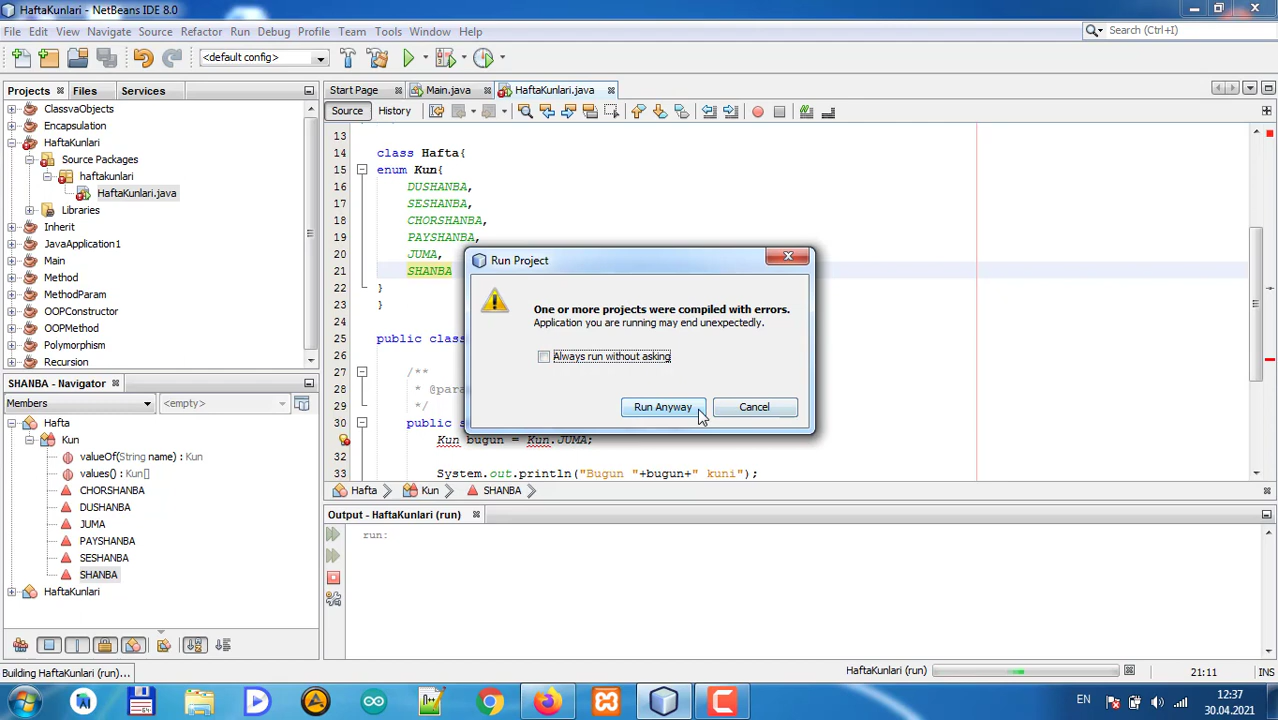 HaftaKunlari - NetBeans IDE 8.0
File Edit View Navigate Source Refactor Run Debug Profile Team Tools Window Help
Search (Ctrl+I)
<default config>
Projects Files Services
Start Page Main.java HaftaKunlari.java
Source History
ClassvaObjects
Encapsulation
HaftaKunlari
Source Packages
haftakunlari
HaftaKunlari.java
Libraries
Inherit
JavaApplication1
Main
Method
MethodParam
OOPConstructor
OOPMethod
Polymorphism
Recursion
13
14 class Hafta{
15 enum Kun{
16 DUSHANBA,
17 SESHANBA,
18 CHORSHANBA,
19 PAYSHANBA,
20 JUMA,
21 SHANBA
22 }
23 }
24
25 public class
26
27 /**
28 * @para
29 */
30 public s
Kun bugun = Kun.JUMA;
32
33 System.out.println("Bugun "+bugun+" kuni");
Run Project
One or more projects were compiled with errors.
Application you are running may end unexpectedly.
Always run without asking
Run Anyway Cancel
SHANBA - Navigator
Members <empty>
Hafta
Kun
valueOf(String name) : Kun
values() : Kun[]
CHORSHANBA
DUSHANBA
JUMA
PAYSHANBA
SESHANBA
SHANBA
HaftaKunlari
Hafta Kun SHANBA
Output - HaftaKunlari (run)
run:
Building HaftaKunlari (run)...
HaftaKunlari (run)
21:11 INS
EN
12:37
30.04.2021